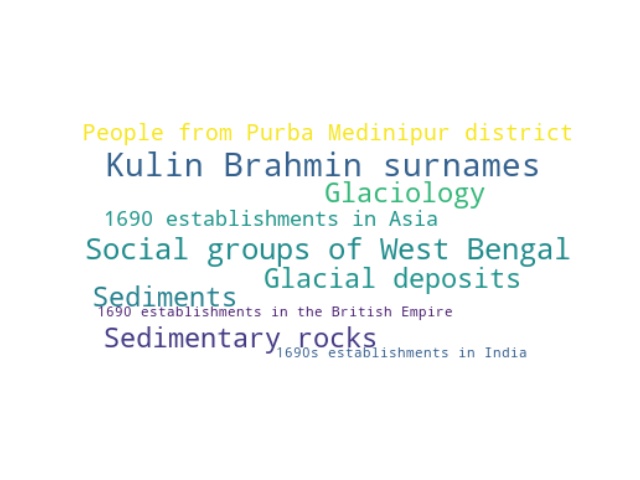 People from Purba Medinipur district
Kulin Brahmin surnames
Glaciology
1690 establishments in Asia
Social groups of West Bengal
Glacial deposits
Sediments
1690 establishments in the British Empire
Sedimentary rocks
1690s establishments in India